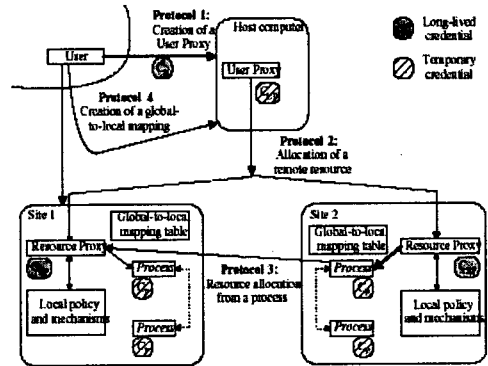 Protocol 1:
Creation of a
User Proxy
Host computer
Long-lived
credential
User
User Proxy
Temporary
credential
Protocol 4
Creation of a global-
to-local mapping
Protocol 2:
Allocation of a
remote resource
Site 1
Global-to-local
mapping table
Resource Proxy
Process
Local policy
and mechanisms
Process
Protocol 3:
Resource allocation
from a process
Site 2
Global-to-local
mapping table
Resource Proxy
Process
Local policy
and mechanisms
Process